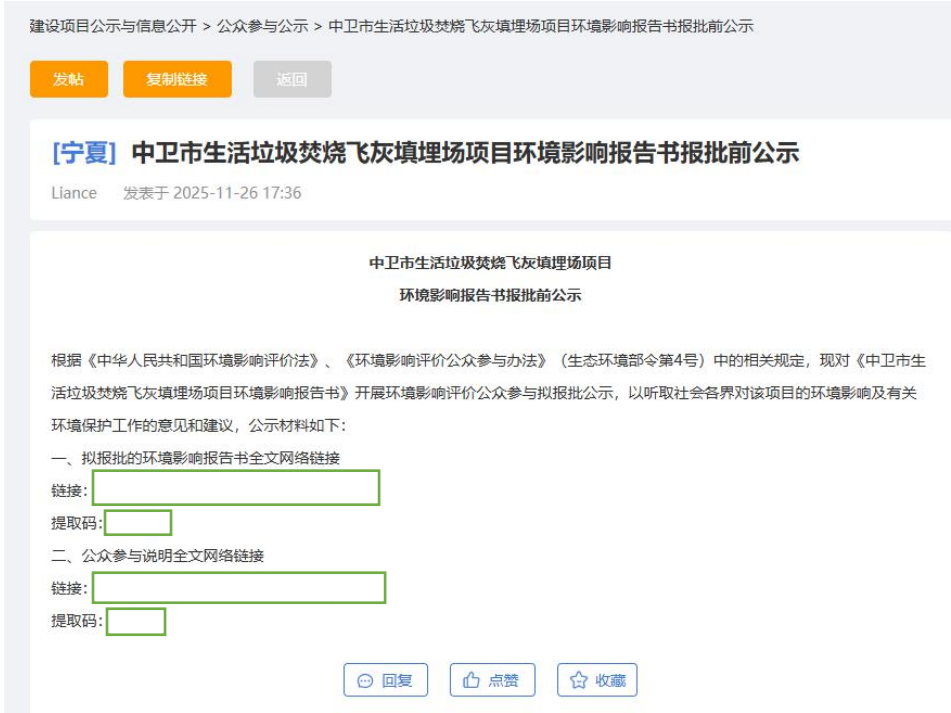 建设项目公示与信息公开 > 公众参与公示 > 中卫市生活垃圾焚烧飞灰填埋场项目环境影响报告书报批前公示
发帖 复制链接 返回
[宁夏] 中卫市生活垃圾焚烧飞灰填埋场项目环境影响报告书报批前公示
Liance 发表于 2025-11-26 17:36
中卫市生活垃圾焚烧飞灰填埋场项目
环境影响报告书报批前公示
根据《中华人民共和国环境影响评价法》、《环境影响评价公众参与办法》（生态环境部令第4号）中的相关规定，现对《中卫市生
活垃圾焚烧飞灰填埋场项目环境影响报告书》开展环境影响评价公众参与拟报批公示，以听取社会各界对该项目的环境影响及有关
环境保护工作的意见和建议，公示材料如下：
一、拟报批的环境影响报告书全文网络链接
链接：
提取码：
二、公众参与说明全文网络链接
链接：
提取码：
回复 点赞 收藏